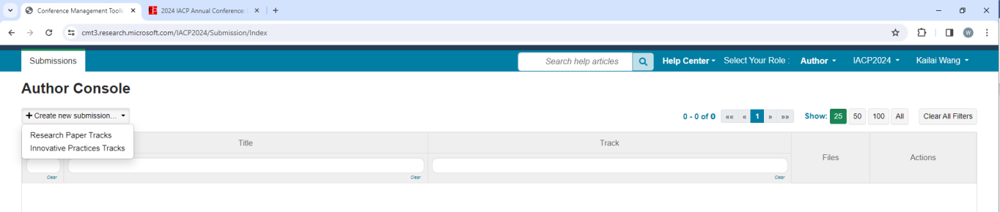 Conference Management Toolk
2024 IACP Annual Conference:
cmt3.research.microsoft.com/IACP2024/Submission/Index
W
Submissions
Search help articles
Help Center
Select Your Role :
Author
IACP2024
Kailai Wang
Author Console
+ Create new submission...
0 - 0 of 0
«« « 1 » »»
Show: 25 50 100 All
Clear All Filters
Research Paper Tracks
Innovative Practices Tracks
Title
Track
Files
Actions
Clear
Clear
Clear